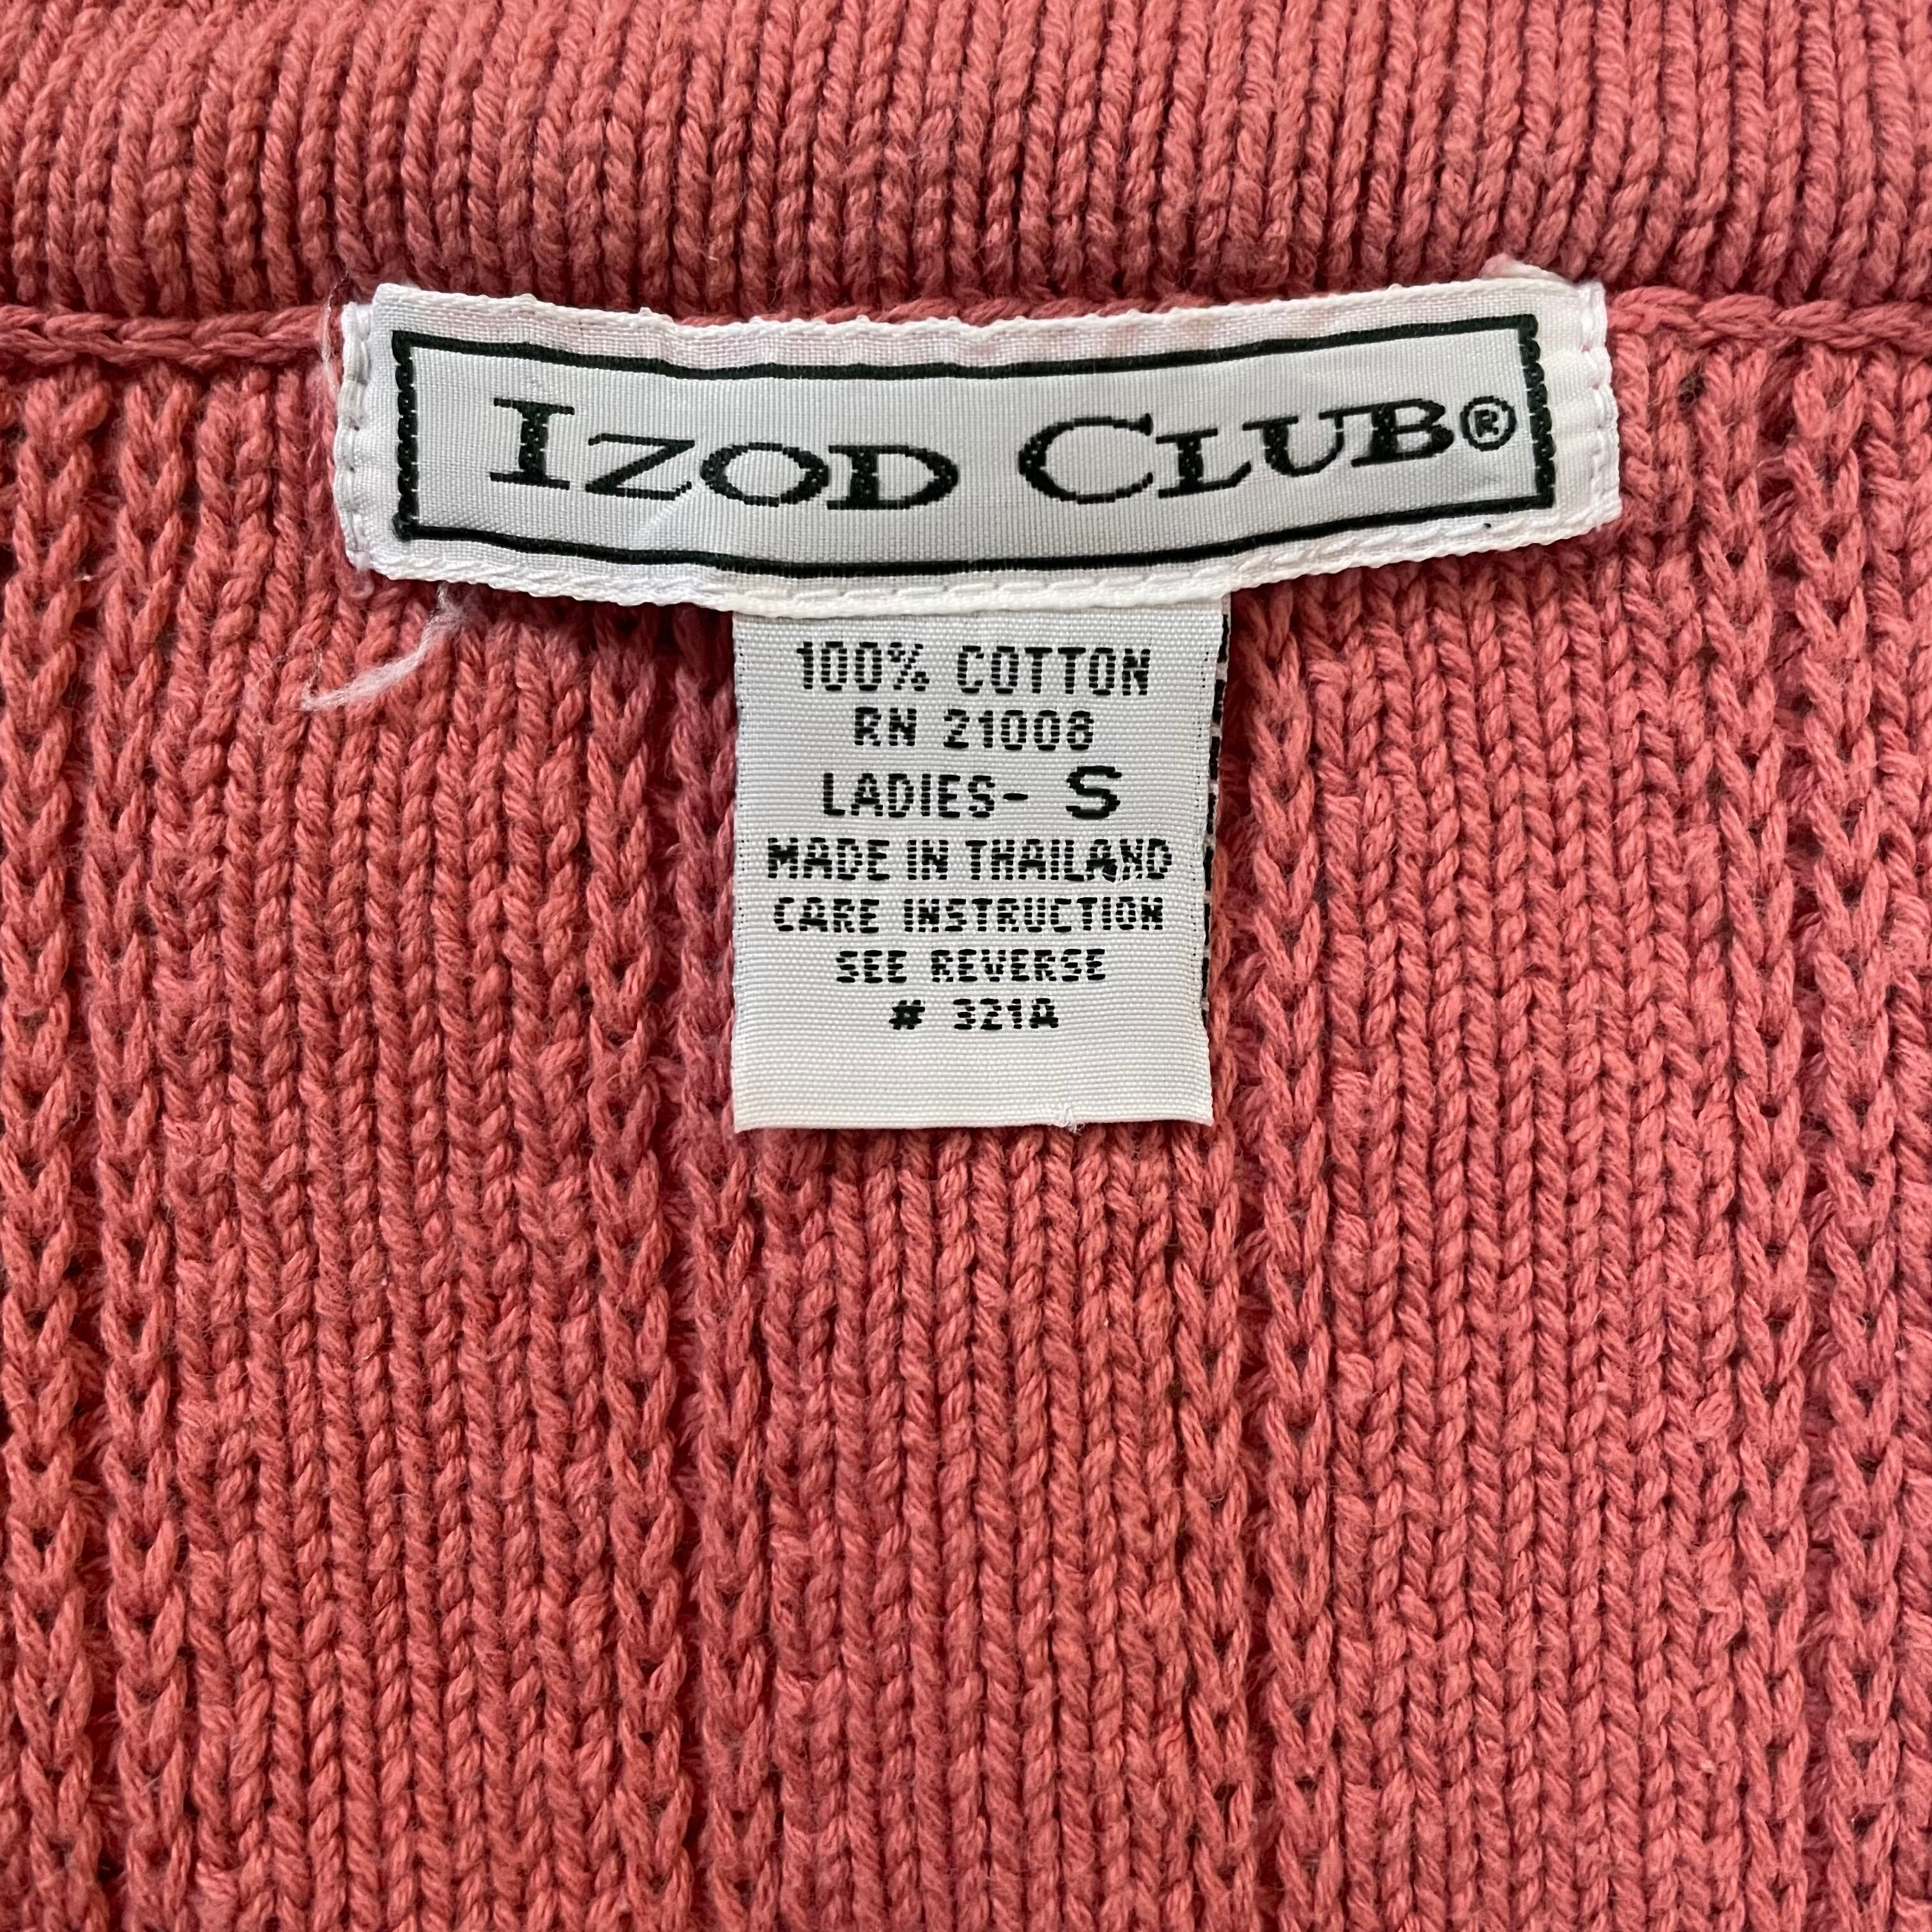 IZOD CLUB®
100% COTTON
RN 21008
LADIES- S
MADE IN THAILAND
CARE INSTRUCTION
SEE REVERSE
# 321A